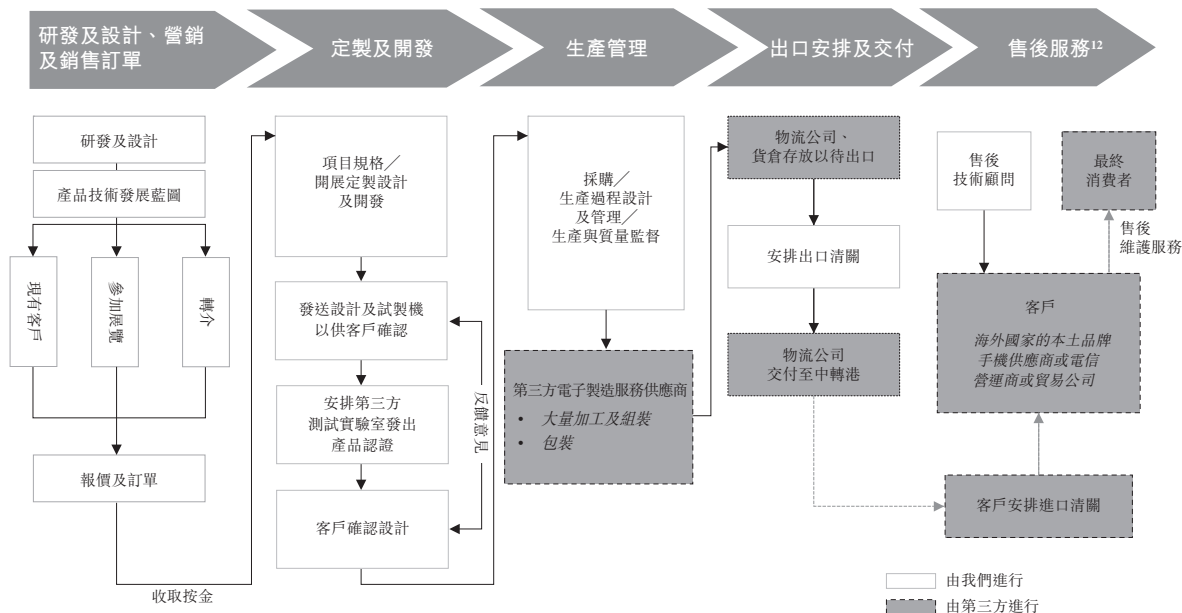 研發及設計、營銷
及銷售訂單
定製及開發
生產管理
出口安排及交付
售後服務¹²
研發及設計
產品技術發展藍圖
現有客戶
參加展覽
轉介
報價及訂單
收取按金
項目規格／
開展定製設計
及開發
發送設計及試製機
以供客戶確認
安排第三方
測試實驗室發出
產品認證
客戶確認設計
反饋意見
採購／
生產過程設計
及管理／
生產與質量監督
第三方電子製造服務供應商
• 大量加工及組裝
• 包裝
物流公司、
貨倉存放以待出口
安排出口清關
物流公司
交付至中轉港
售後
技術顧問
最終
消費者
售後
維護服務
客戶
海外國家的本土品牌
手機供應商或電信
營運商或貿易公司
客戶安排進口清關
由我們進行
由第三方進行